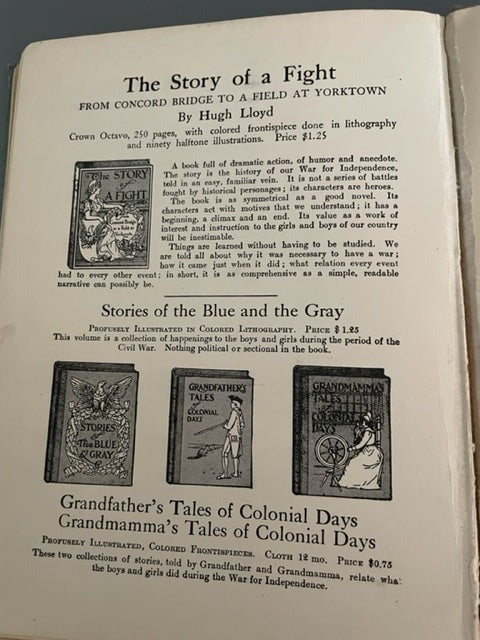 The Story of a Fight
FROM CONCORD BRIDGE TO A FIELD AT YORKTOWN
By Hugh Lloyd
Crown Octavo, 250 pages, with colored frontispiece done in lithography
and ninety halftone illustrations. Price $1.25
The STORY
of
A FIGHT
A book full of dramatic action, of humor and anecdote.
The story is the history of our War for Independence,
told in an easy, familiar vein. It is not a series of battles
fought by historical personages; its characters are heroes.
The book is as symmetrical as a good novel. Its
characters act with motives that we understand; it has a
beginning, a climax and an end. Its value as a work of
interest and instruction to the girls and boys of our country
will be inestimable.
Things are learned without having to be studied. We
are told all about why it was necessary to have a war;
how it came just when it did; what relation every event
had to every other event; in short, it is as comprehensive as a simple, readable
narrative can possibly be.
Stories of the Blue and the Gray
PROFUSELY ILLUSTRATED IN COLORED LITHOGRAPHY. PRICE $1.25
This volume is a collection of happenings to the boys and girls during the period of the
Civil War. Nothing political or sectional in the book.
STORIES
of
The BLUE
& GRAY
GRANDFATHER'S
TALES
of
COLONIAL
DAYS
GRANDMAMMA'S
TALES
of
COLONIAL
DAYS
Grandfather's Tales of Colonial Days
Grandmamma's Tales of Colonial Days
PROFUSELY ILLUSTRATED, COLORED FRONTISPIECES. CLOTH 12 MO. PRICE $0.75
These two collections of stories, told by Grandfather and Grandmamma, relate wha
the boys and girls did during the War for Independence.